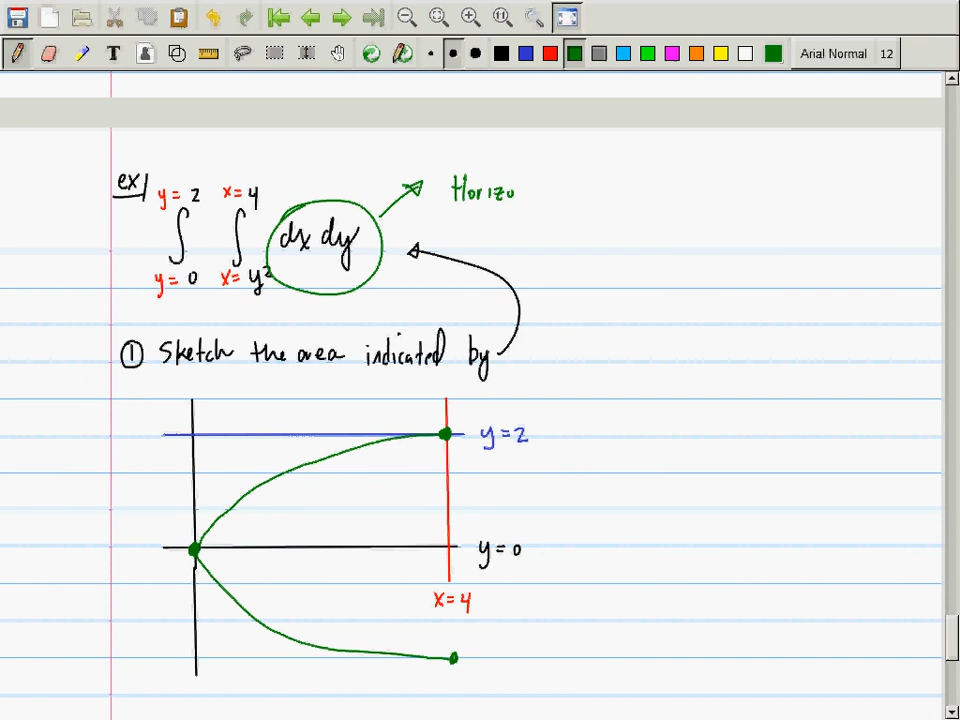 Arial Normal 12
ex1
y= 2 x= 4
Horizo
∫ ∫ dx dy
y= 0 x= y²
① Sketch the area indicated by
y=2
y=0
x=4